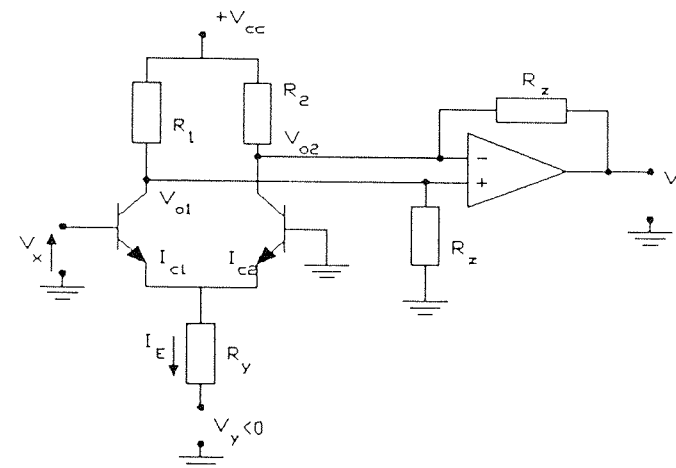 +Vcc
R1
R2
Rz
Vo2
Vo1
-
+
V
Vx
Ic1
Ic2
Rz
IE
Ry
Vy<0